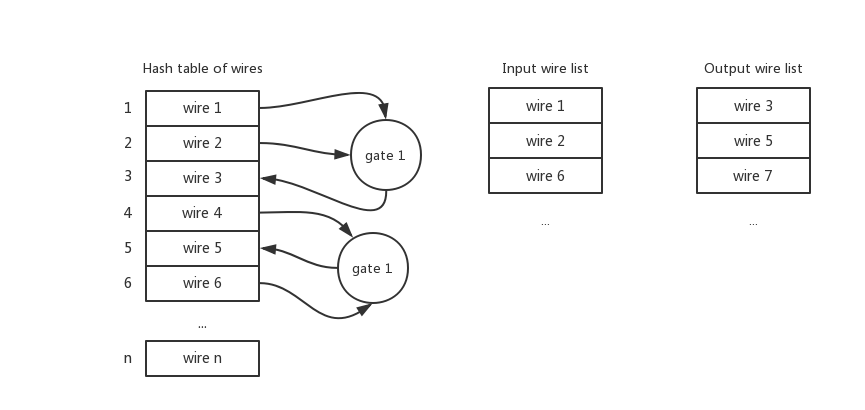 Hash table of wires
1 wire 1
2 wire 2
3 wire 3
4 wire 4
5 wire 5
6 wire 6
...
n wire n
gate 1
gate 1
Input wire list
wire 1
wire 2
wire 6
...
Output wire list
wire 3
wire 5
wire 7
...